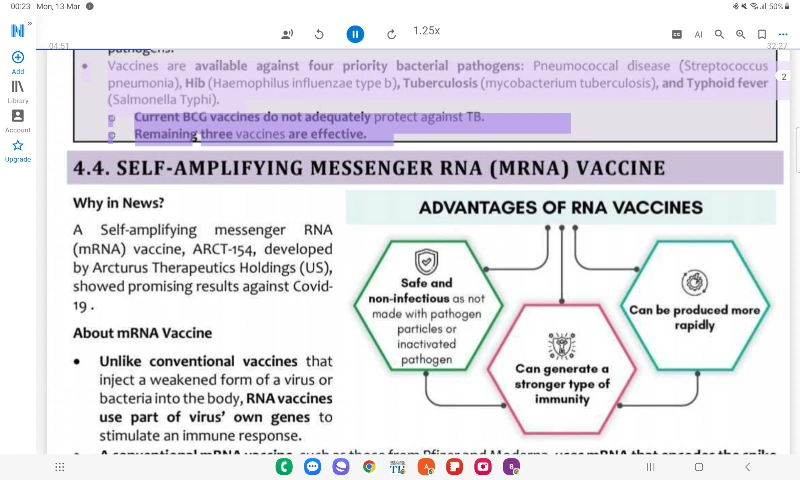 00:23 Mon, 13 Mar
50%
N
»
1.25x
CC
AI
04:51
32:27
Add
Library
Account
Upgrade
2
pathogens.
• Vaccines are available against four priority bacterial pathogens: Pneumococcal disease (Streptococcus
pneumonia), Hib (Haemophilus influenzae type b), Tuberculosis (mycobacterium tuberculosis), and Typhoid fever
(Salmonella Typhi).
Current BCG vaccines do not adequately protect against TB.
Remaining three vaccines are effective.
4.4. SELF-AMPLIFYING MESSENGER RNA (MRNA) VACCINE
Why in News?
A Self-amplifying messenger RNA
(mRNA) vaccine, ARCT-154, developed
by Arcturus Therapeutics Holdings (US),
showed promising results against Covid-
19 .
About mRNA Vaccine
• Unlike conventional vaccines that
inject a weakened form of a virus or
bacteria into the body, RNA vaccines
use part of virus' own genes to
stimulate an immune response.
ADVANTAGES OF RNA VACCINES
Safe and
non-infectious as not
made with pathogen
particles or
inactivated
pathogen
Can generate a
stronger type of
immunity
Can be produced more
rapidly